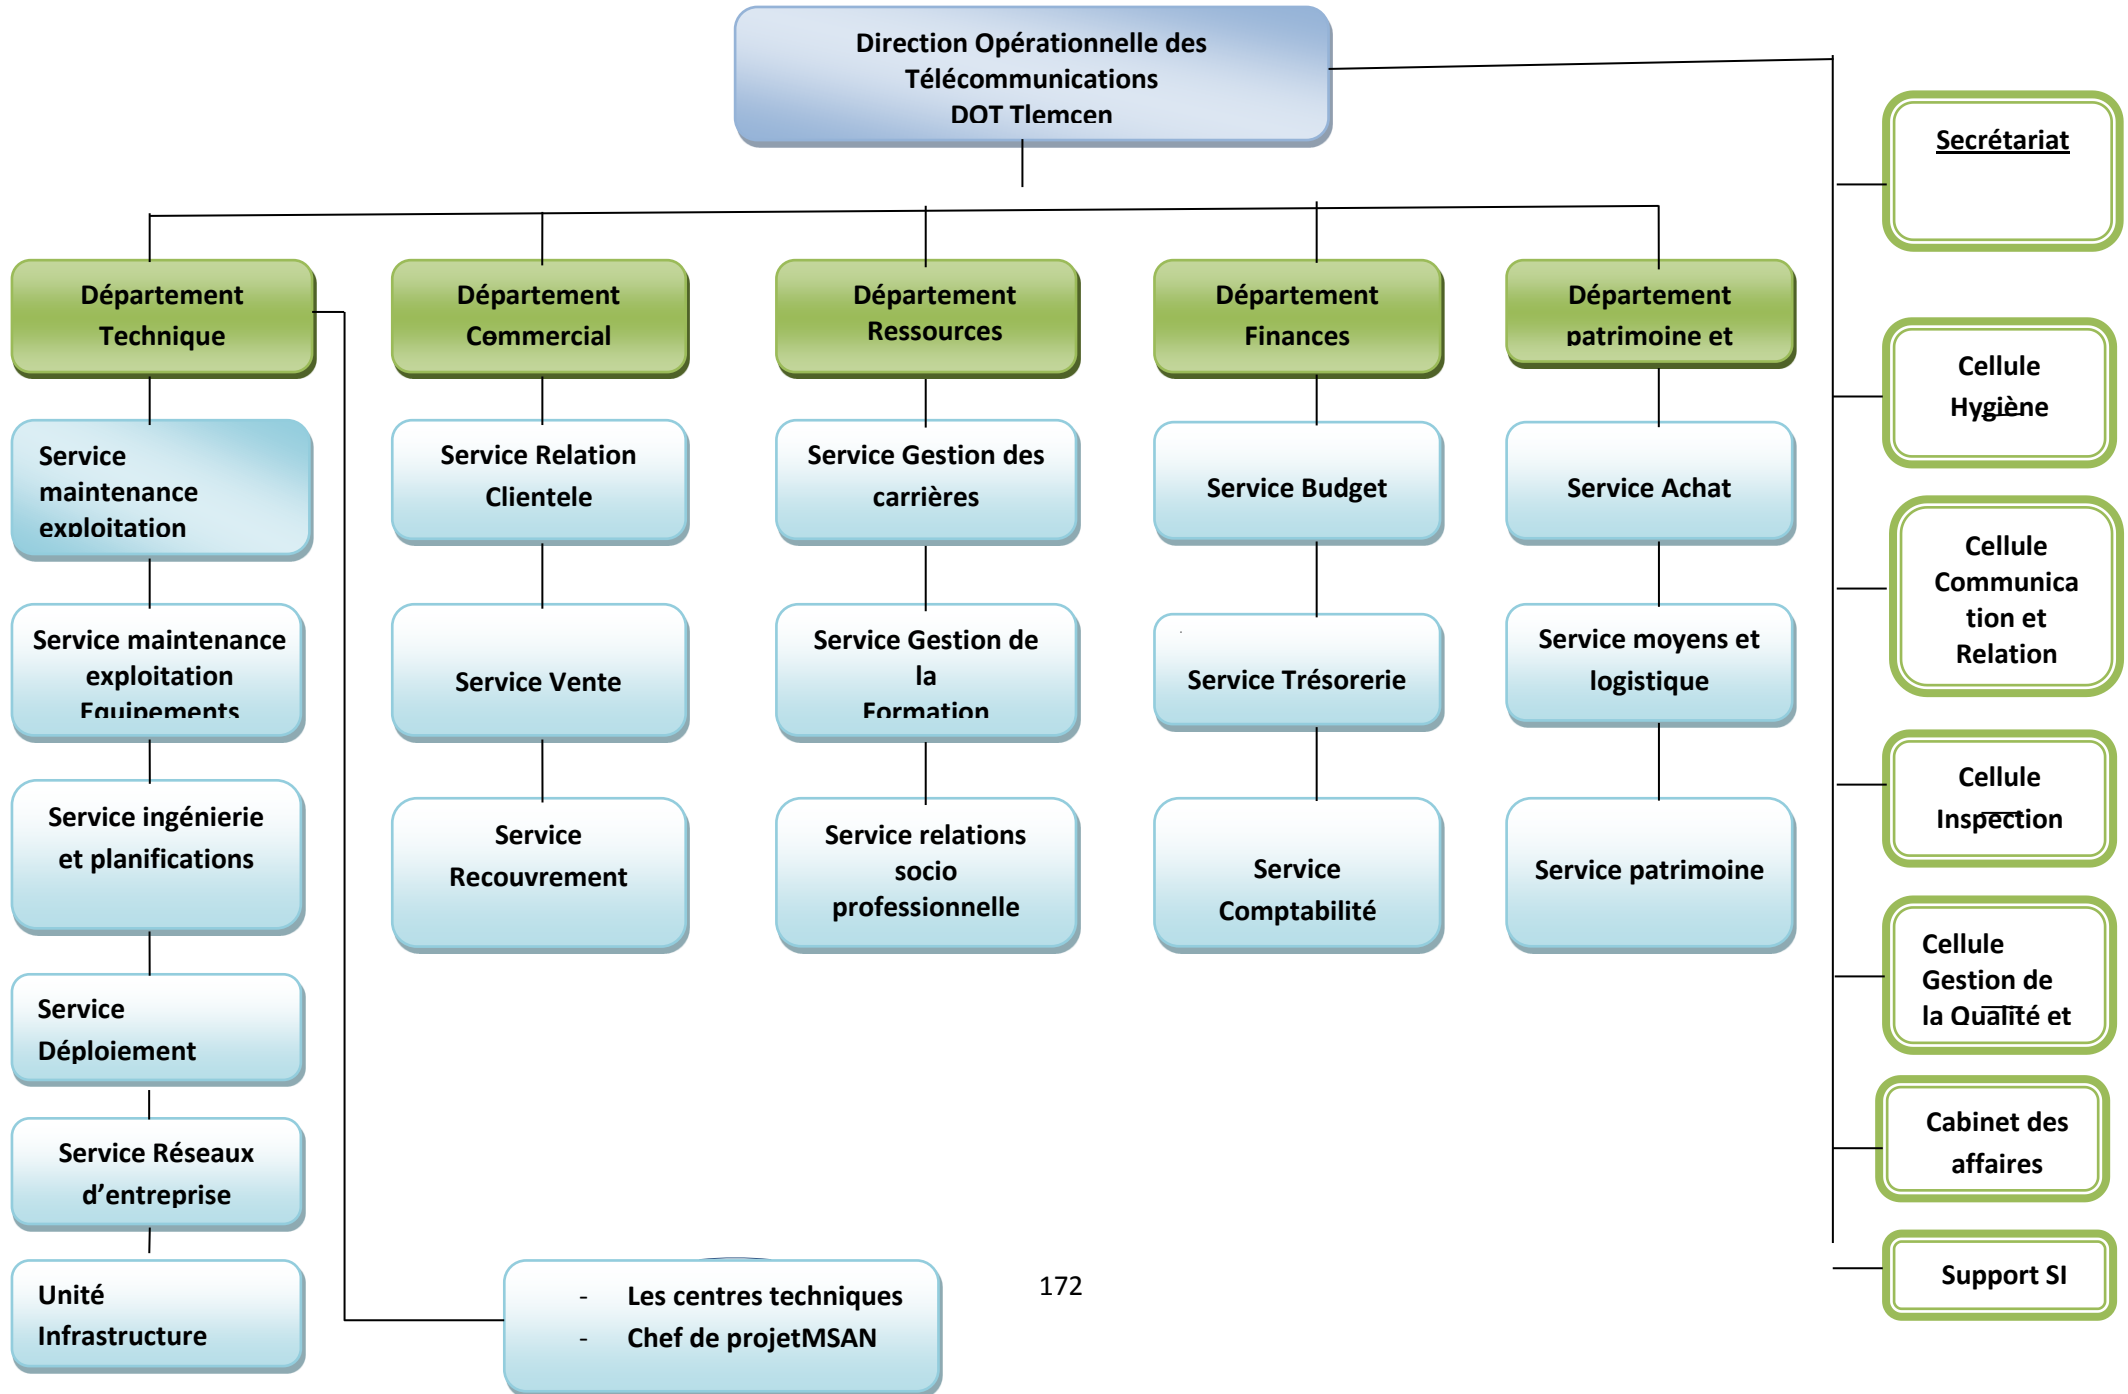 Direction Opérationnelle des
Télécommunications
DOT Tlemcen
Secrétariat
Département
Technique
Département
Commercial
Département
Ressources
Département
Finances
Département
patrimoine et
Cellule
Hygiène
Service
maintenance
exploitation
Service Relation
Clientele
Service Gestion des
carrières
Service Budget
Service Achat
Cellule
Communica
tion et
Relation
Service maintenance
exploitation
Equipements
Service Vente
Service Gestion de
la
Formation
Service Trésorerie
Service moyens et
logistique
Cellule
Inspection
Service ingénierie
et planifications
Service
Recouvrement
Service relations
socio
professionnelle
Service
Comptabilité
Service patrimoine
Cellule
Gestion de
la Qualité et
Service
Déploiement
Cabinet des
affaires
Service Réseaux
d’entreprise
Support SI
Unité
Infrastructure
- Les centres techniques
- Chef de projetMSAN
172